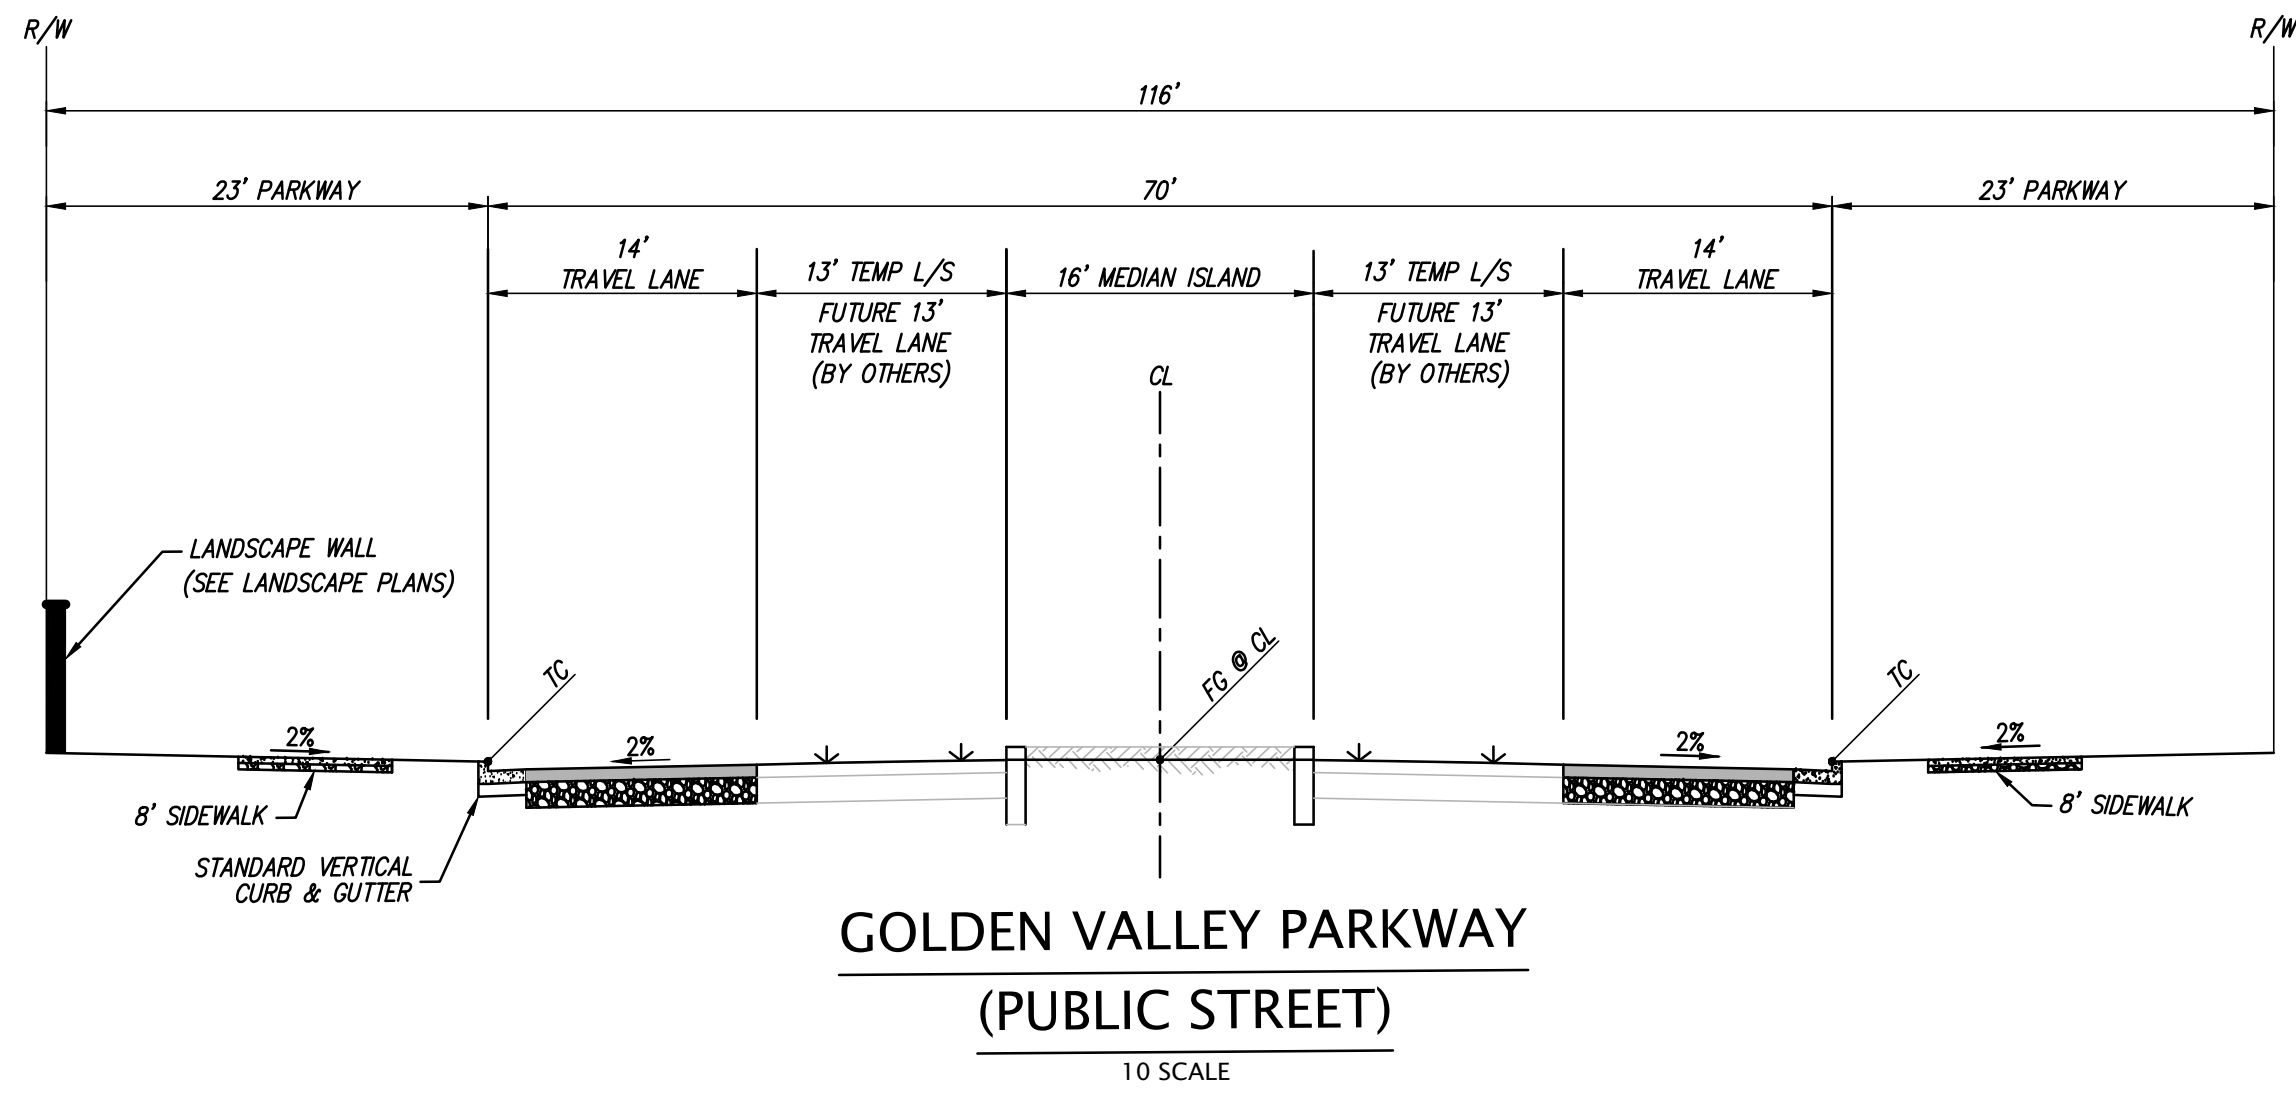 R/W
R/W
116'
23' PARKWAY
70'
23' PARKWAY
14'
TRAVEL LANE
13' TEMP L/S
FUTURE 13'
TRAVEL LANE
(BY OTHERS)
16' MEDIAN ISLAND
13' TEMP L/S
FUTURE 13'
TRAVEL LANE
(BY OTHERS)
14'
TRAVEL LANE
CL
LANDSCAPE WALL
(SEE LANDSCAPE PLANS)
TC
FG @ CL
TC
2%
2%
2%
2%
8' SIDEWALK
8' SIDEWALK
STANDARD VERTICAL
CURB & GUTTER
GOLDEN VALLEY PARKWAY
(PUBLIC STREET)
10 SCALE